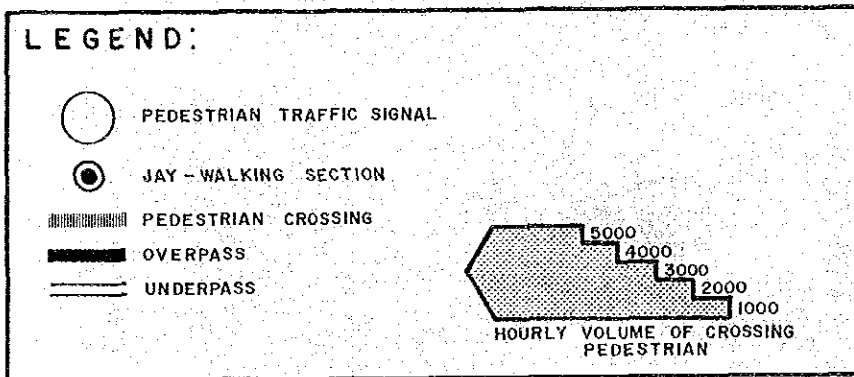 LEGEND:
PEDESTRIAN TRAFFIC SIGNAL
JAY-WALKING SECTION
PEDESTRIAN CROSSING
OVERPASS
UNDERPASS
5000
4000
3000
2000
1000
HOURLY VOLUME OF CROSSING
PEDESTRIAN